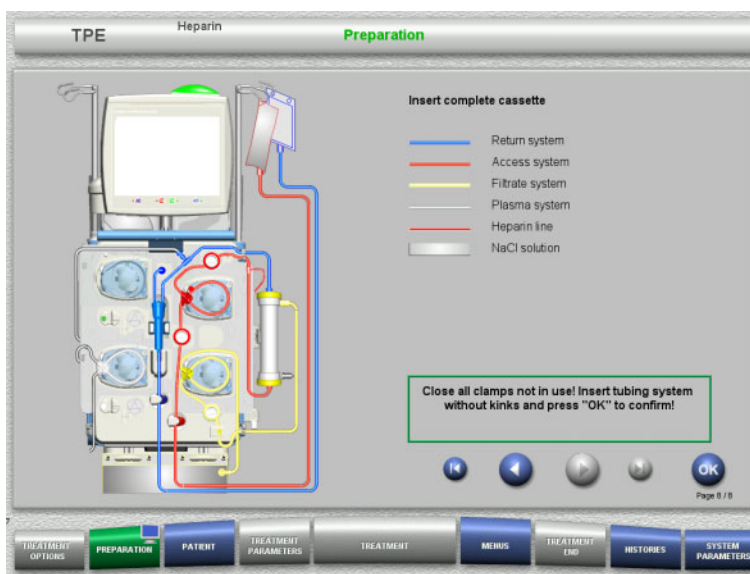 TPE
Heparin
Preparation
Insert complete cassette
Return system
Access system
Filtrate system
Plasma system
Heparin line
NaCl solution
Close all clamps not in use! Insert tubing system
without kinks and press "OK" to confirm!
OK
Page 8 / 8
TREATMENT
OPTIONS
PREPARATION
PATIENT
TREATMENT
PARAMETERS
TREATMENT
MENUS
TREATMENT
END
HISTORIES
SYSTEM
PARAMETERS